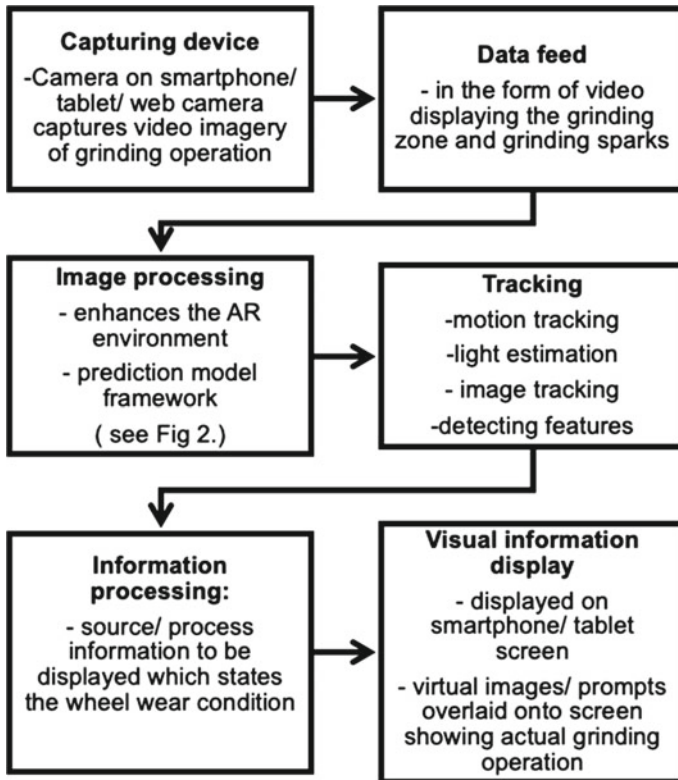 Capturing device
-Camera on smartphone/
tablet/ web camera
captures video imagery
of grinding operation
Data feed
- in the form of video
displaying the grinding
zone and grinding sparks
Image processing
- enhances the AR
environment
- prediction model
framework
( see Fig 2.)
Tracking
-motion tracking
-light estimation
- image tracking
-detecting features
Information
processing:
- source/ process
information to be
displayed which states
the wheel wear condition
Visual information
display
- displayed on
smartphone/ tablet
screen
- virtual images/ prompts
overlaid onto screen
showing actual grinding
operation